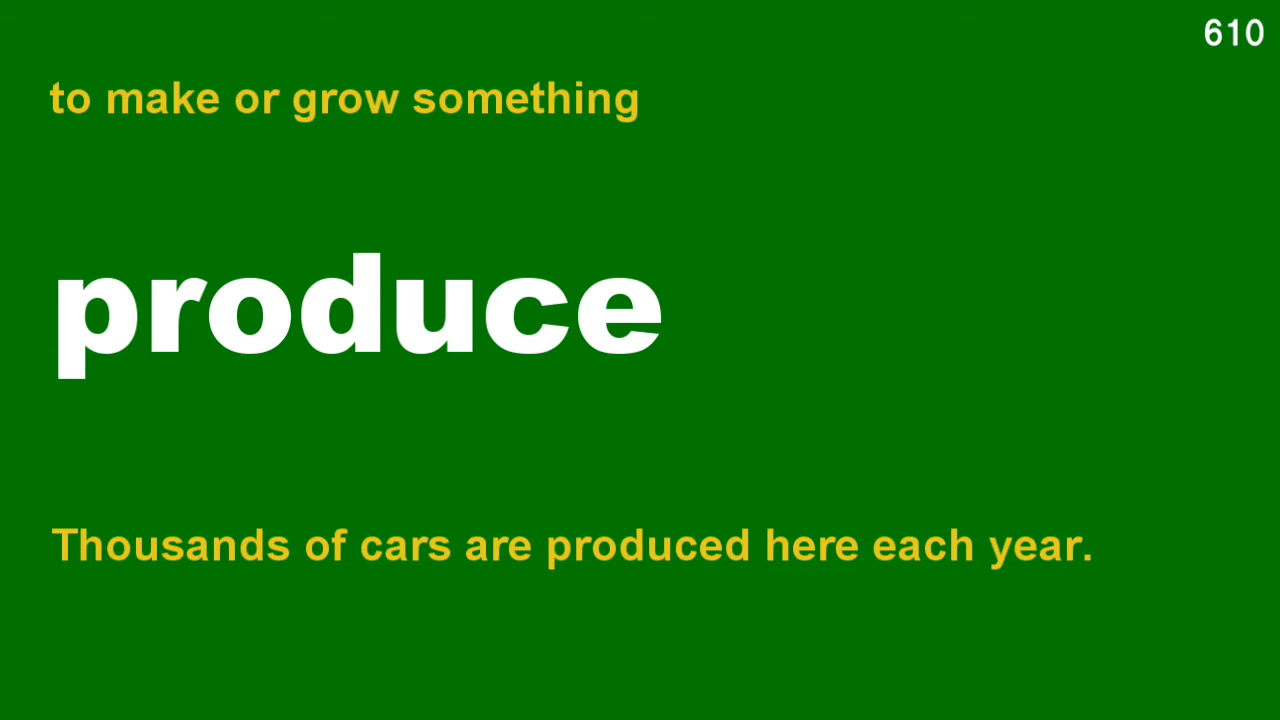 610
to make or grow something
produce
Thousands of cars are produced here each year.